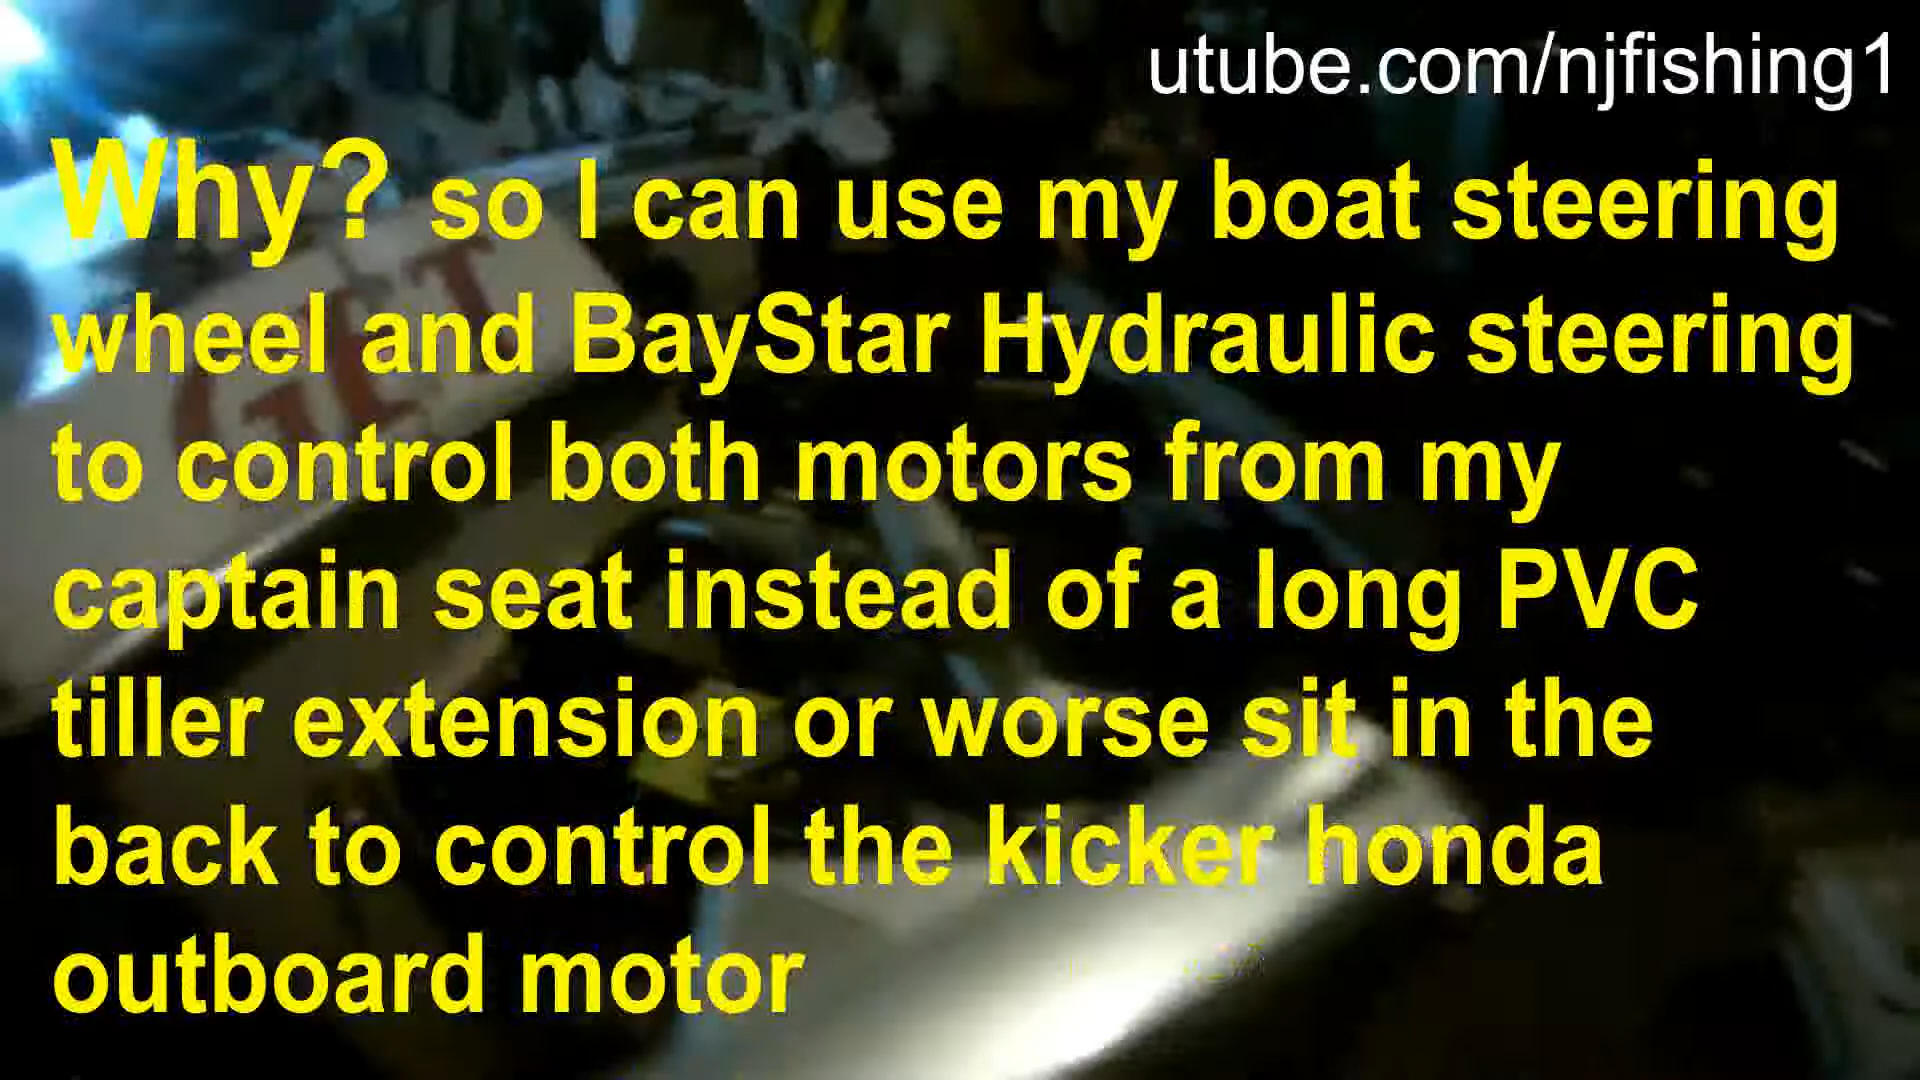 utube.com/njfishing1
Why? so I can use my boat steering
wheel and BayStar Hydraulic steering
to control both motors from my
captain seat instead of a long PVC
tiller extension or worse sit in the
back to control the kicker honda
outboard motor